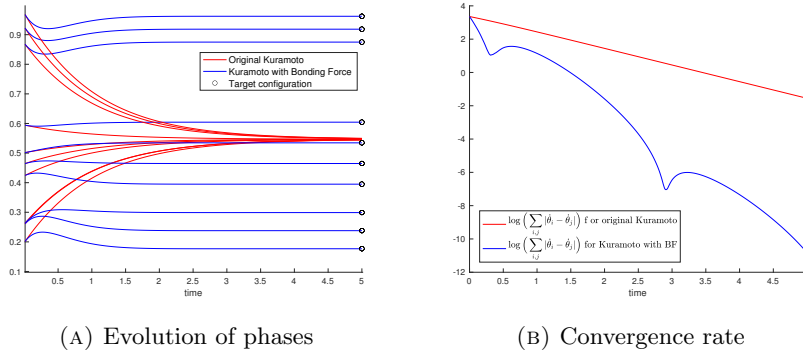 0.9
0.8
0.7
0.6
0.5
0.4
0.3
0.2
0.1
0.5 1 1.5 2 2.5 3 3.5 4 4.5 5
time
Original Kuramoto
Kuramoto with Bonding Force
Target configuration
(A) Evolution of phases
4
2
0
-2
-4
-6
-8
-10
-12
0 0.5 1 1.5 2 2.5 3 3.5 4 4.5
time
log ( ∑_{i,j} |θ̇_i − θ̇_j| ) f or original Kuramoto
log ( ∑_{i,j} |θ̇_i − θ̇_j| ) for Kuramoto with BF
(B) Convergence rate